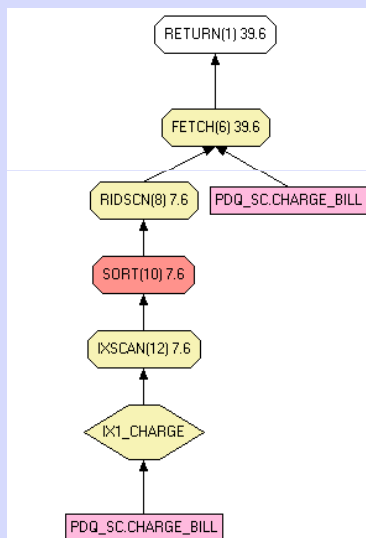 RETURN(1) 39.6
FETCH(6) 39.6
RIDSCN(8) 7.6
PDQ_SC.CHARGE_BILL
SORT(10) 7.6
IXSCAN(12) 7.6
IX1_CHARGE
PDQ_SC.CHARGE_BILL